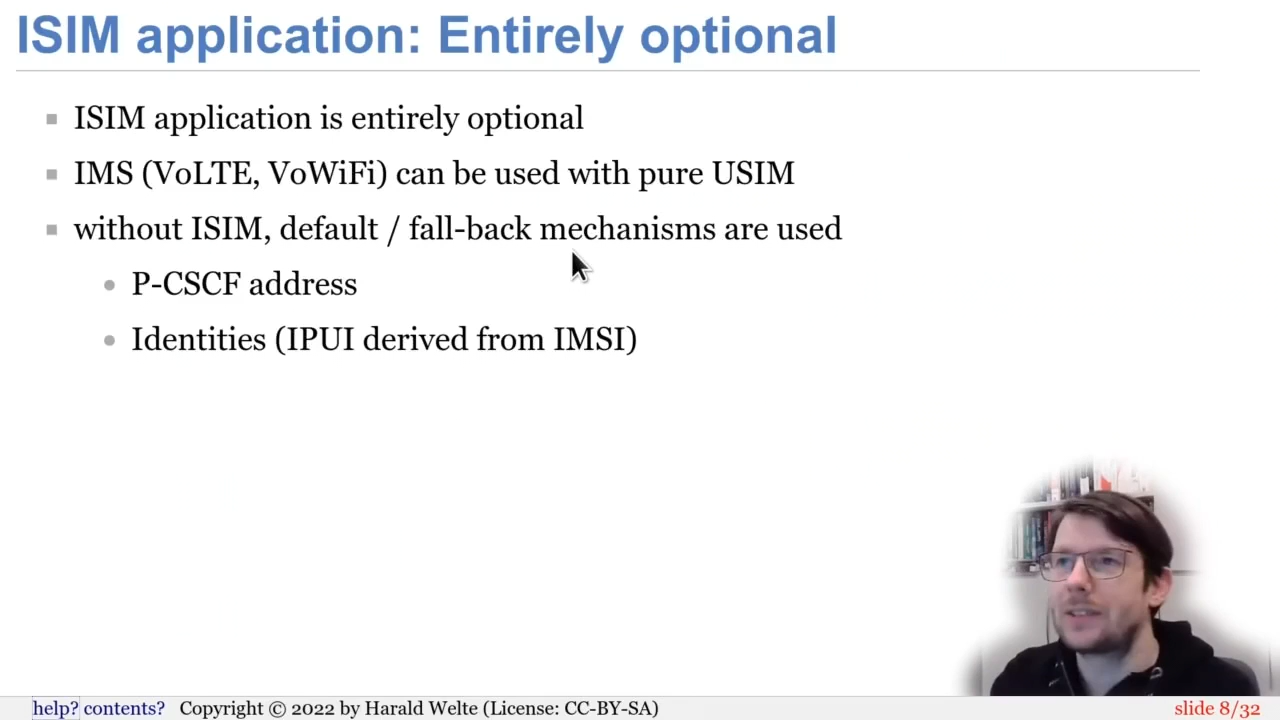 ISIM application: Entirely optional
ISIM application is entirely optional
IMS (VoLTE, VoWiFi) can be used with pure USIM
without ISIM, default / fall-back mechanisms are used
P-CSCF address
Identities (IPUI derived from IMSI)
help? contents? Copyright © 2022 by Harald Welte (License: CC-BY-SA) slide 8/32